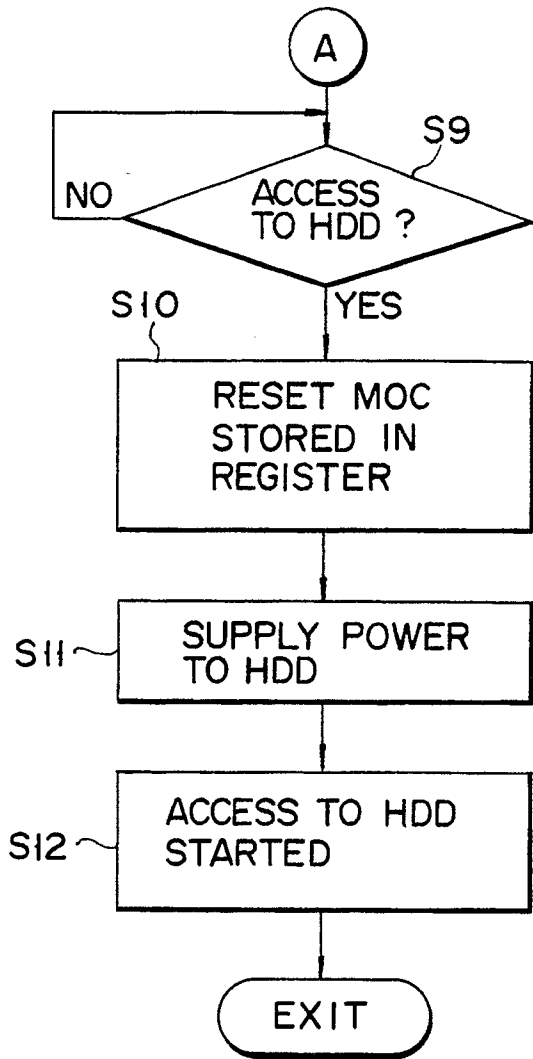 A
S9
ACCESS
TO HDD ?
NO
YES
S10
RESET MOC
STORED IN
REGISTER
S11
SUPPLY POWER
TO HDD
S12
ACCESS TO HDD
STARTED
EXIT